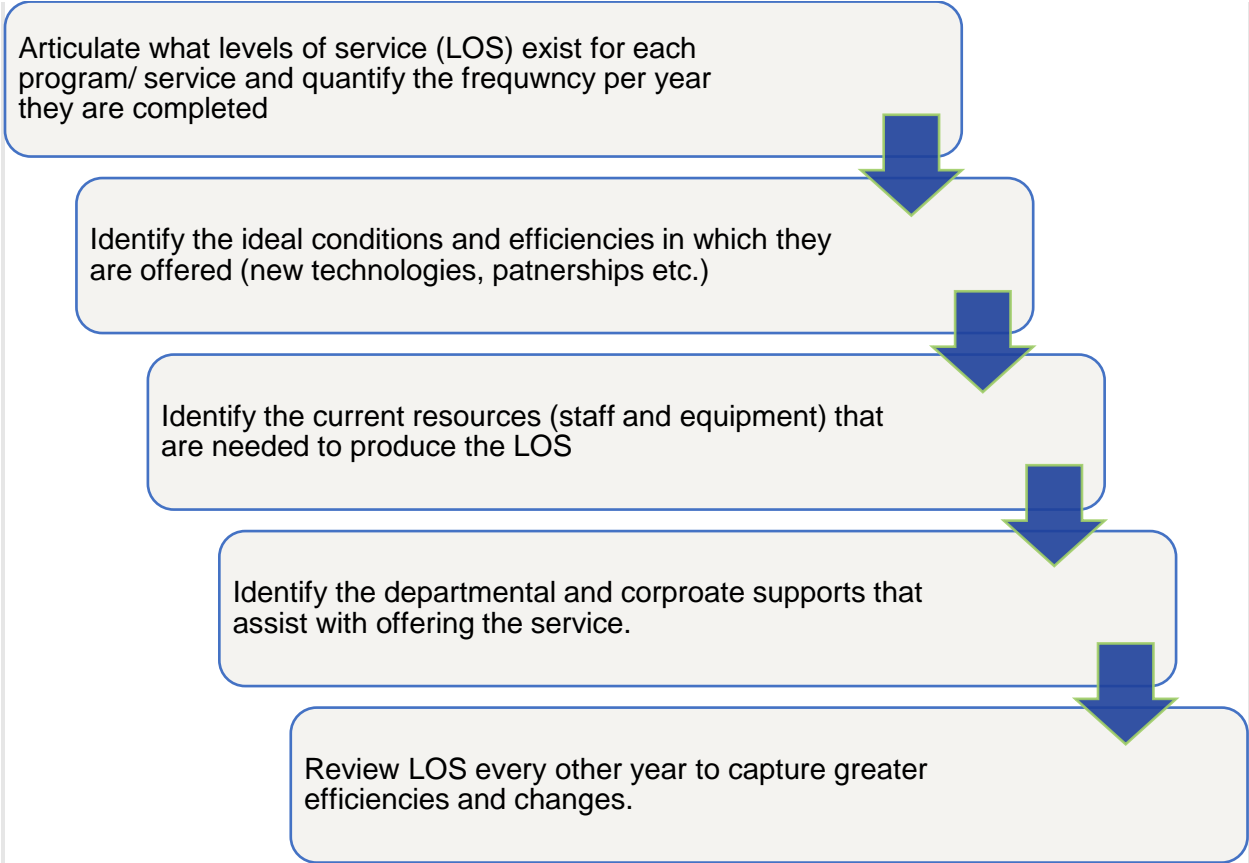 Articulate what levels of service (LOS) exist for each
program/ service and quantify the frequwncy per year
they are completed
Identify the ideal conditions and efficiencies in which they
are offered (new technologies, patnerships etc.)
Identify the current resources (staff and equipment) that
are needed to produce the LOS
Identify the departmental and corproate supports that
assist with offering the service.
Review LOS every other year to capture greater
efficiencies and changes.